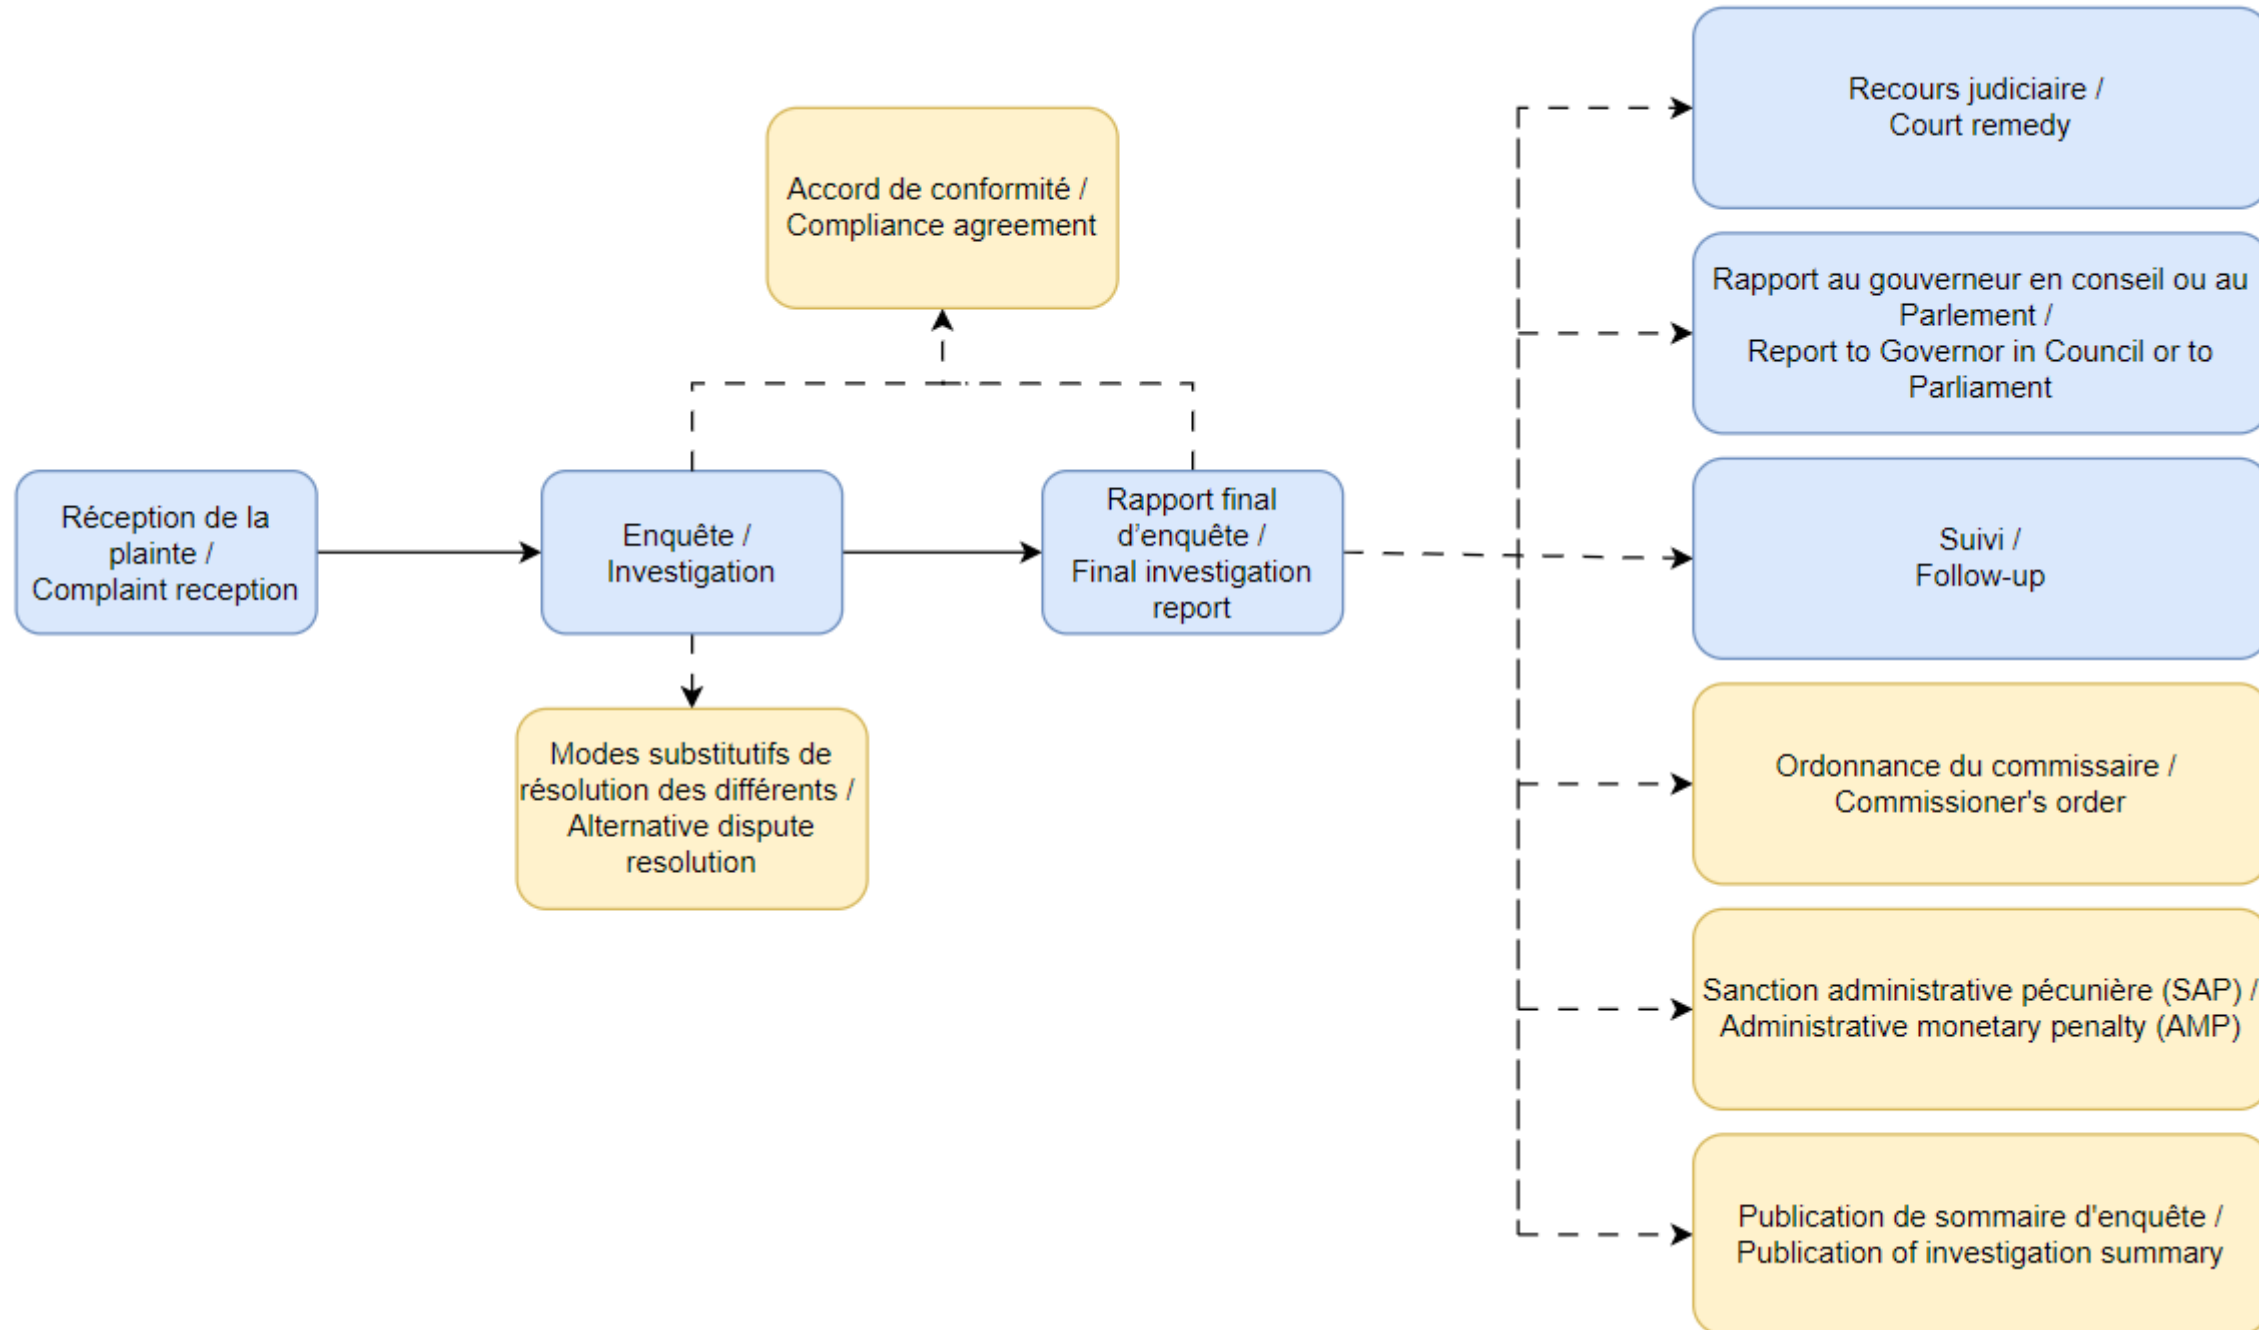 Réception de la
plainte /
Complaint reception
Enquête /
Investigation
Accord de conformité /
Compliance agreement
Modes substitutifs de
résolution des différents /
Alternative dispute
resolution
Rapport final
d’enquête /
Final investigation
report
Recours judiciaire /
Court remedy
Rapport au gouverneur en conseil ou au
Parlement /
Report to Governor in Council or to
Parliament
Suivi /
Follow-up
Ordonnance du commissaire /
Commissioner's order
Sanction administrative pécunière (SAP) /
Administrative monetary penalty (AMP)
Publication de sommaire d'enquête /
Publication of investigation summary